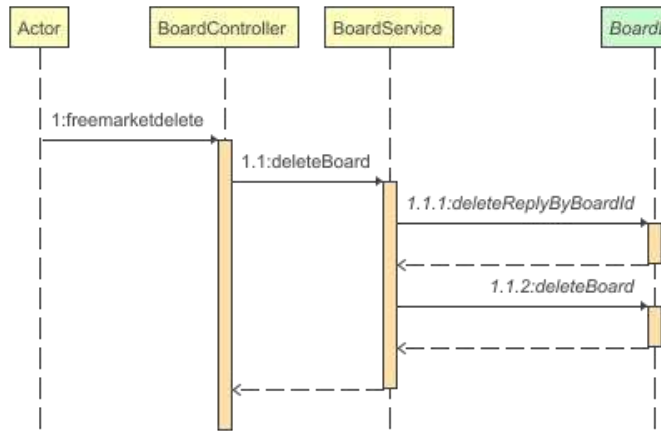 Actor
BoardController
BoardService
1:freemarketdelete
1.1:deleteBoard
1.1.1:deleteReplyByBoardId
1.1.2:deleteBoard